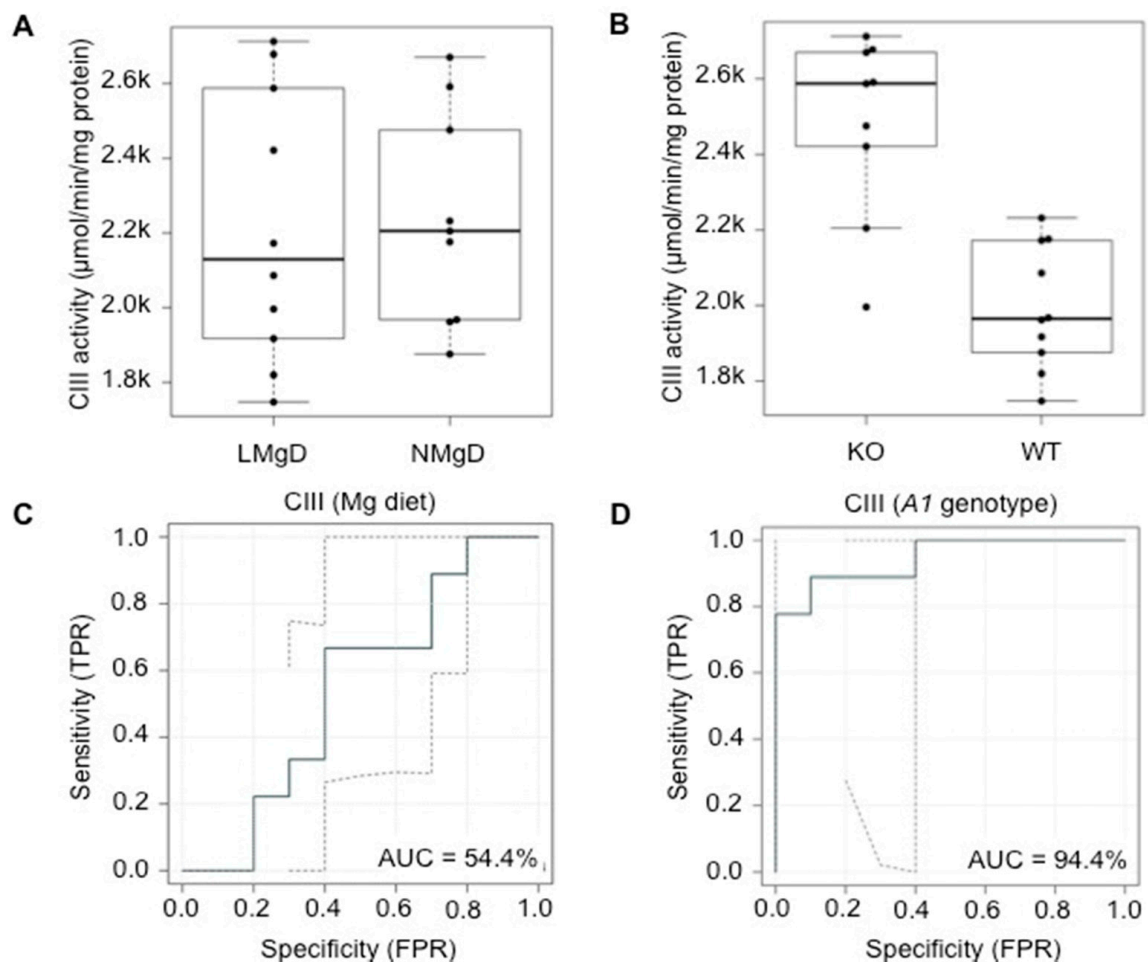 A
CIII activity (μmol/min/mg protein)
2.6k
2.4k
2.2k
2.0k
1.8k
LMgD NMgD
B
CIII activity (μmol/min/mg protein)
2.6k
2.4k
2.2k
2.0k
1.8k
KO WT
C
CIII (Mg diet)
Sensitivity (TPR)
1.0
0.8
0.6
0.4
0.2
0.0
AUC = 54.4%
0.0 0.2 0.4 0.6 0.8 1.0
Specificity (FPR)
D
CIII (A1 genotype)
Sensitivity (TPR)
1.0
0.8
0.6
0.4
0.2
0.0
AUC = 94.4%
0.0 0.2 0.4 0.6 0.8 1.0
Specificity (FPR)